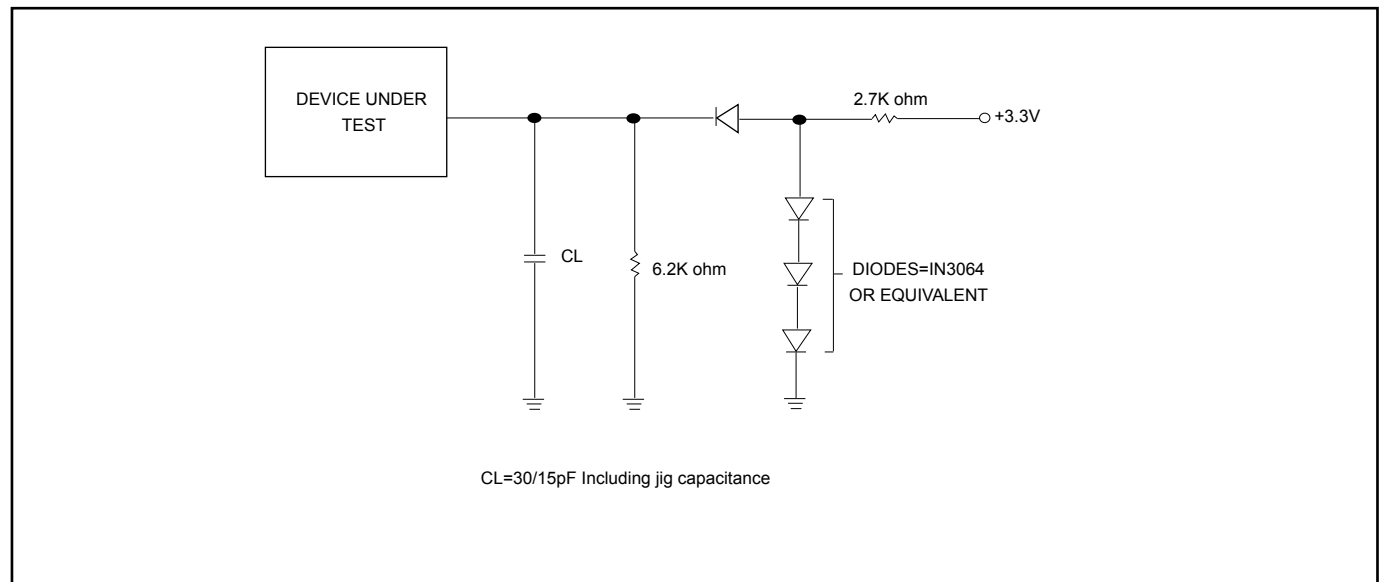 DEVICE UNDER
TEST
2.7K ohm
+3.3V
CL
6.2K ohm
DIODES=IN3064
OR EQUIVALENT
CL=30/15pF Including jig capacitance